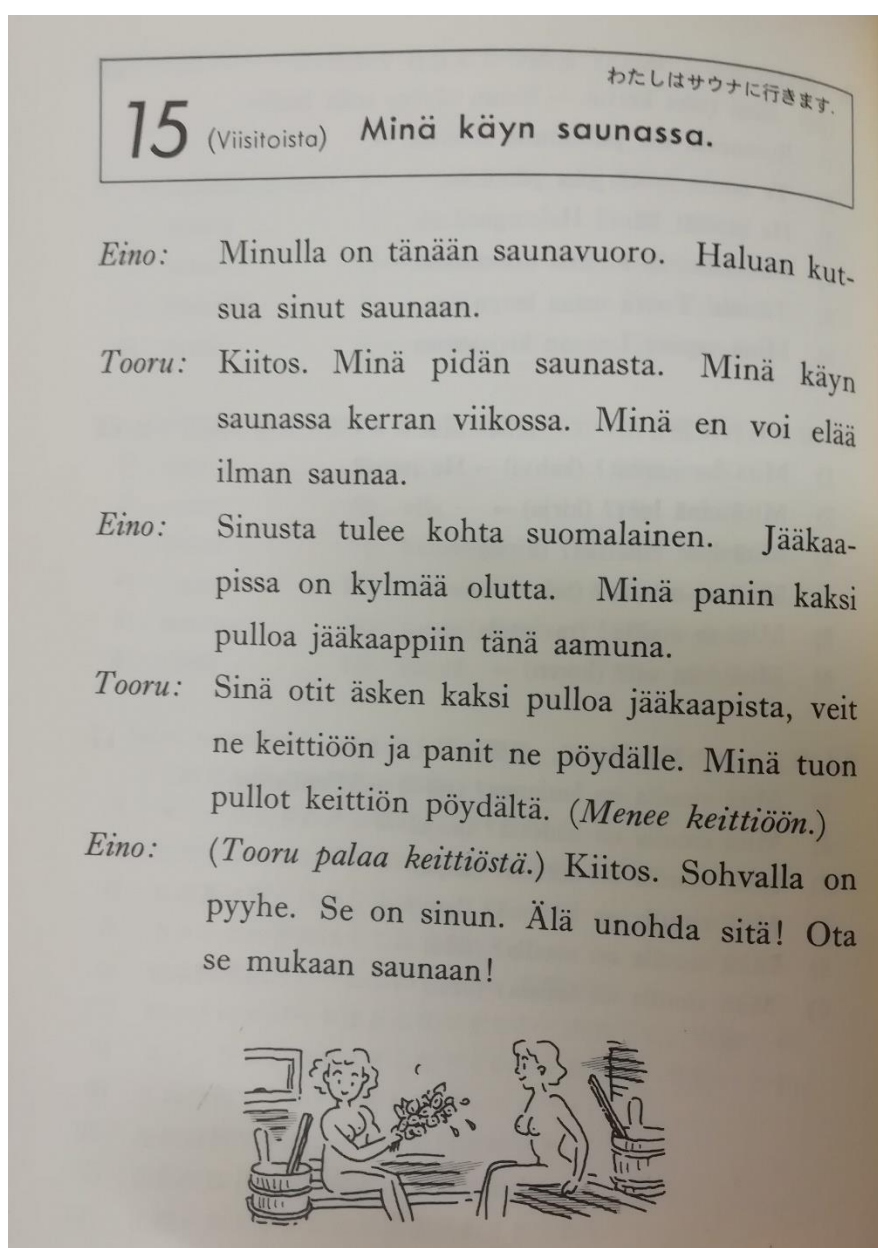 わたしはサウナに行きます.
15 (Viisitoista) Minä käyn saunassa.
Eino: Minulla on tänään saunavuoro. Haluan kut-
sua sinut saunaan.
Tooru: Kiitos. Minä pidän saunasta. Minä käyn
saunassa kerran viikossa. Minä en voi elää
ilman saunaa.
Eino: Sinusta tulee kohta suomalainen. Jääkaa-
pissa on kylmää olutta. Minä panin kaksi
pulloa jääkaappiin tänä aamuna.
Tooru: Sinä otit äsken kaksi pulloa jääkaapista, veit
ne keittiöön ja panit ne pöydälle. Minä tuon
pullot keittiön pöydältä. (Menee keittiöön.)
Eino: (Tooru palaa keittiöstä.) Kiitos. Sohvalla on
pyyhe. Se on sinun. Älä unohda sitä! Ota
se mukaan saunaan!